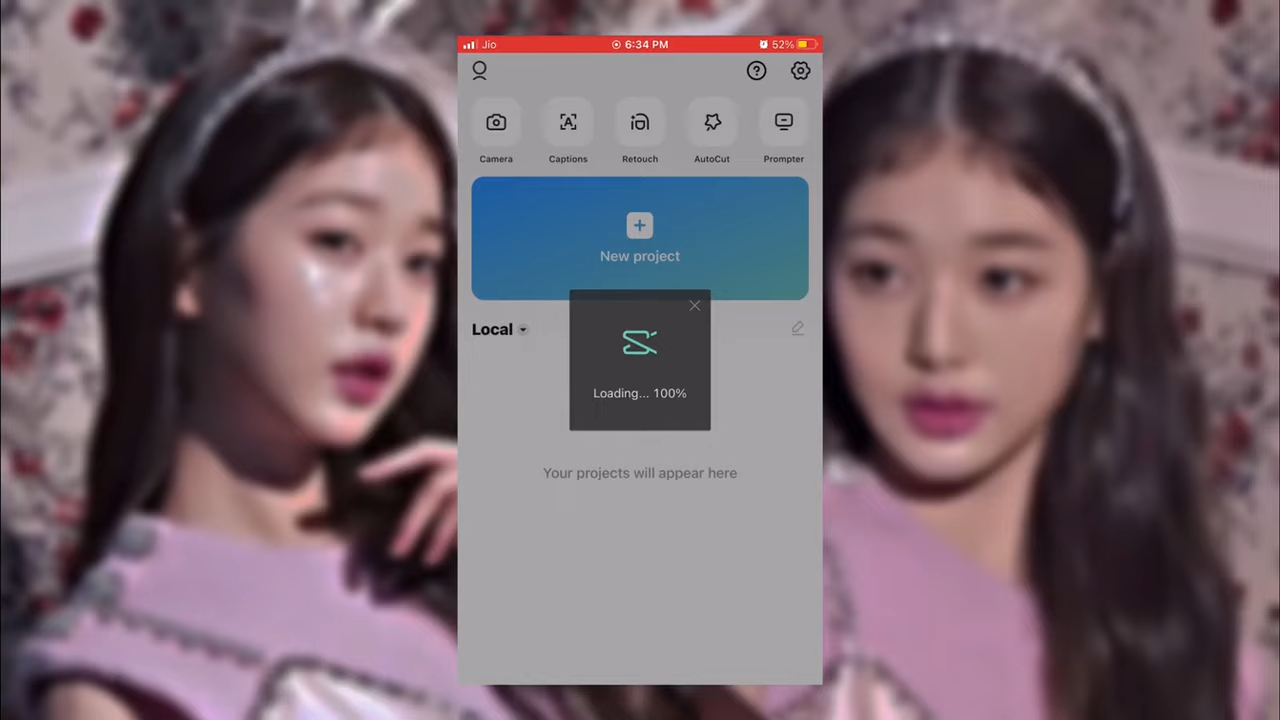 Jio 6:34 PM 52%
Camera Captions Retouch AutoCut Prompter
New project
Local
Loading... 100%
Your projects will appear here